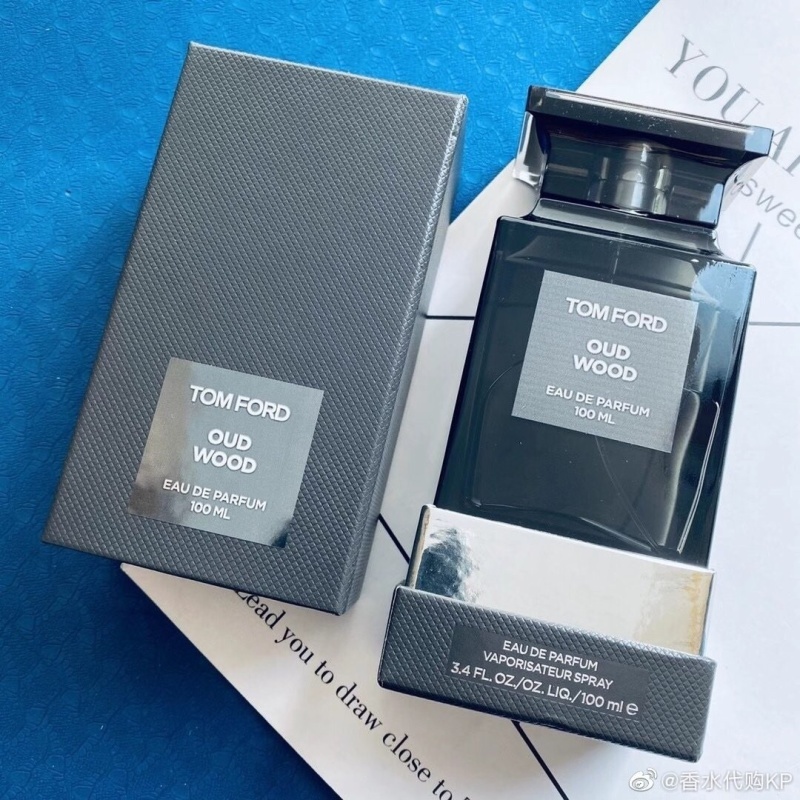 YOU
swee
TOM FORD
OUD
WOOD
EAU DE PARFUM
100 ML
TOM FORD
OUD
WOOD
EAU DE PARFUM
100 ML
EAU DE PARFUM
VAPORISATEUR SPRAY
3.4 FL. OZ./OZ. LIQ./100 ml e
Lead you to draw close to
@香水代购KP